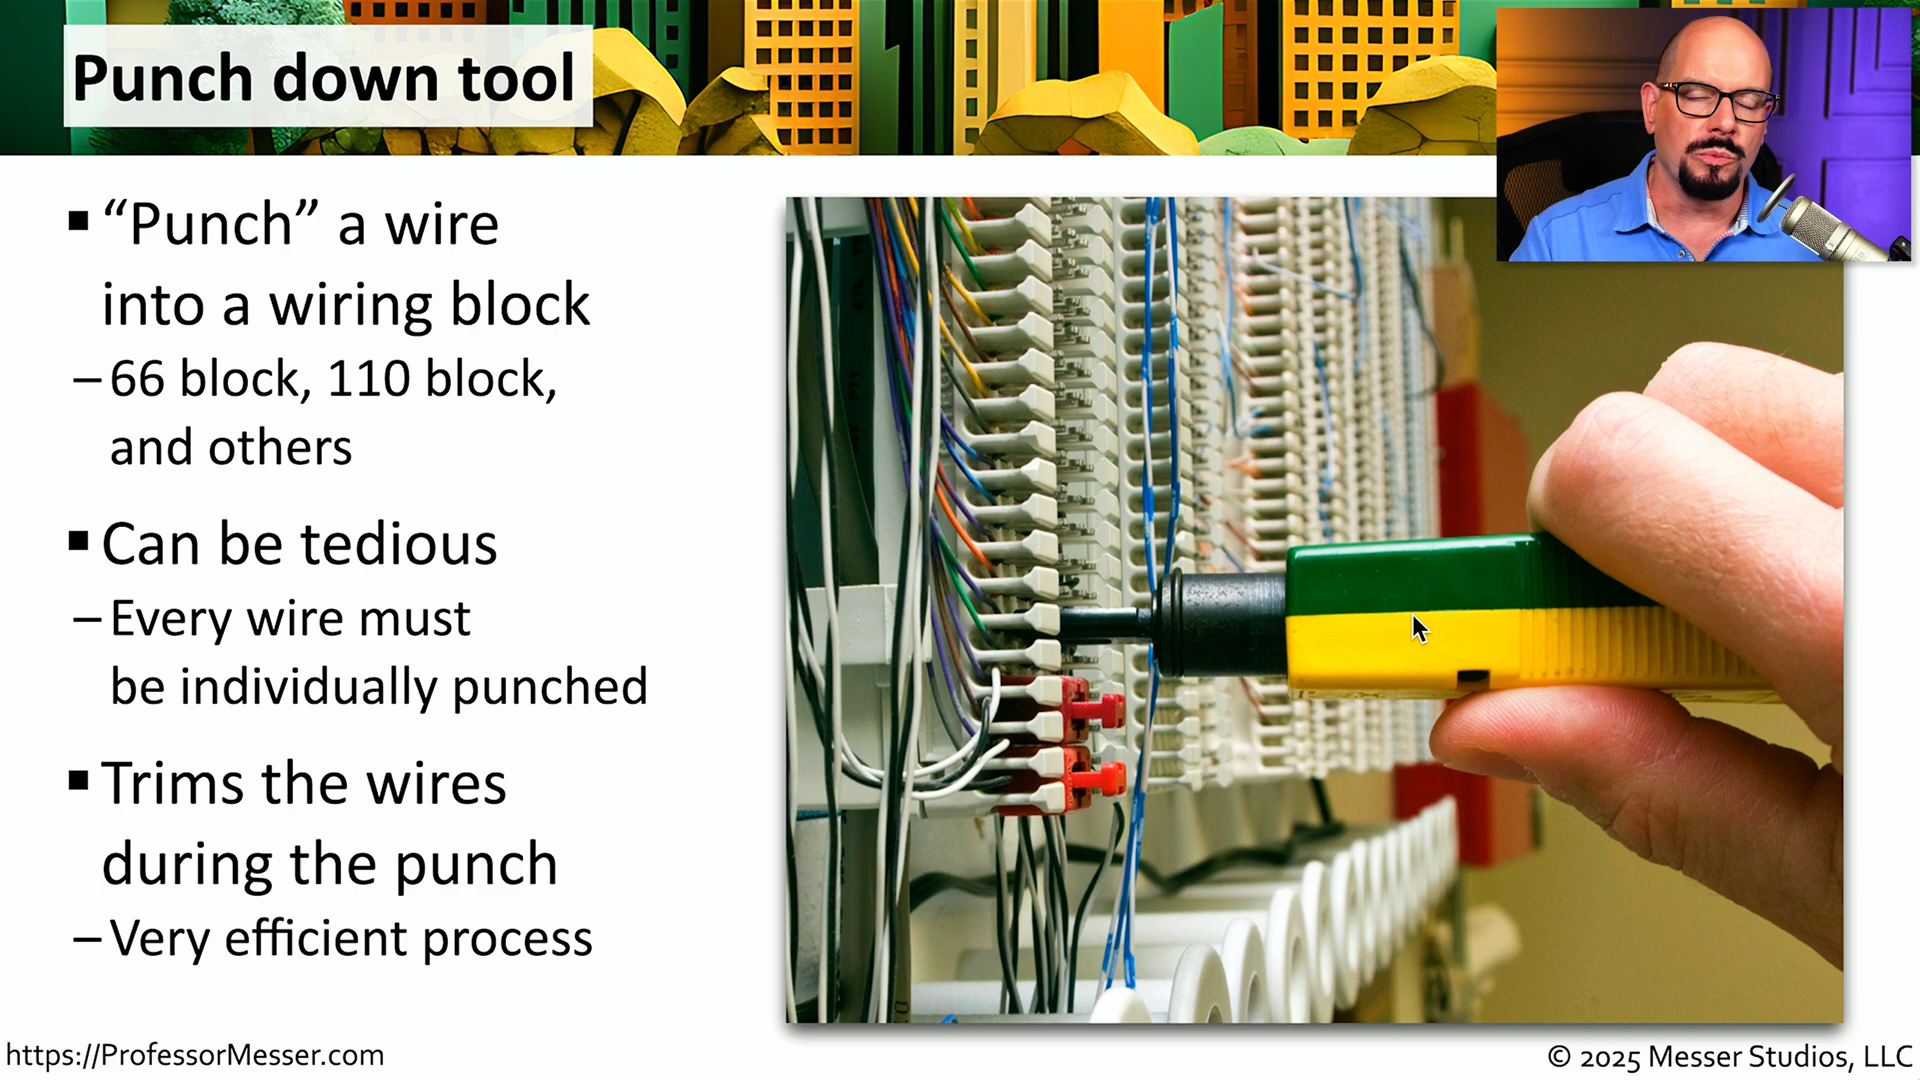 Punch down tool
▪ “Punch” a wire
into a wiring block
– 66 block, 110 block,
and others
▪ Can be tedious
– Every wire must
be individually punched
▪ Trims the wires
during the punch
– Very efficient process
https://ProfessorMesser.com
© 2025 Messer Studios, LLC